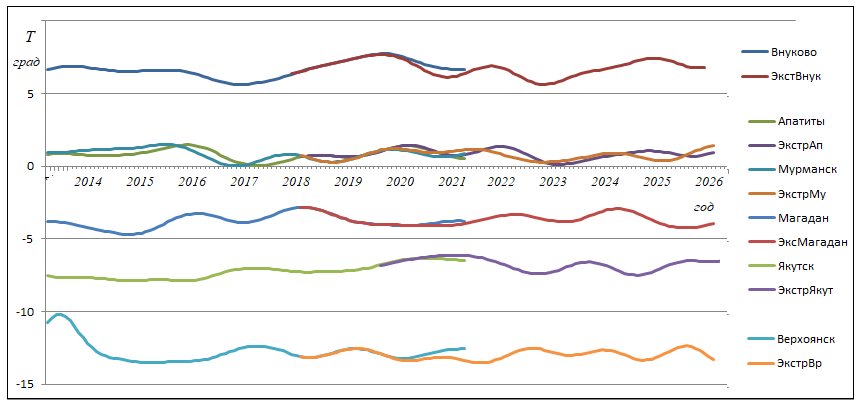 T
град
5
0
-5
-10
-15
2014 2015 2016 2017 2018 2019 2020 2021 2022 2023 2024 2025 2026
год
Внуково
ЭкстВнук
Апатиты
ЭкстрАп
Мурманск
ЭкстрМу
Магадан
ЭксМагадан
Якутск
ЭкстрЯкут
Верхоянск
ЭкстрВр